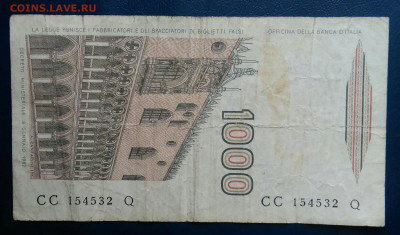 COINS.ЛАVE.RU
LA LEGGE PUNISCE I FABBRICATORI E GLI SPACCIATORI DI BIGLIETTI FALSI
OFFICINA DELLA BANCA D'ITALIA
1000
CC 154532 Q
CC 154532 Q